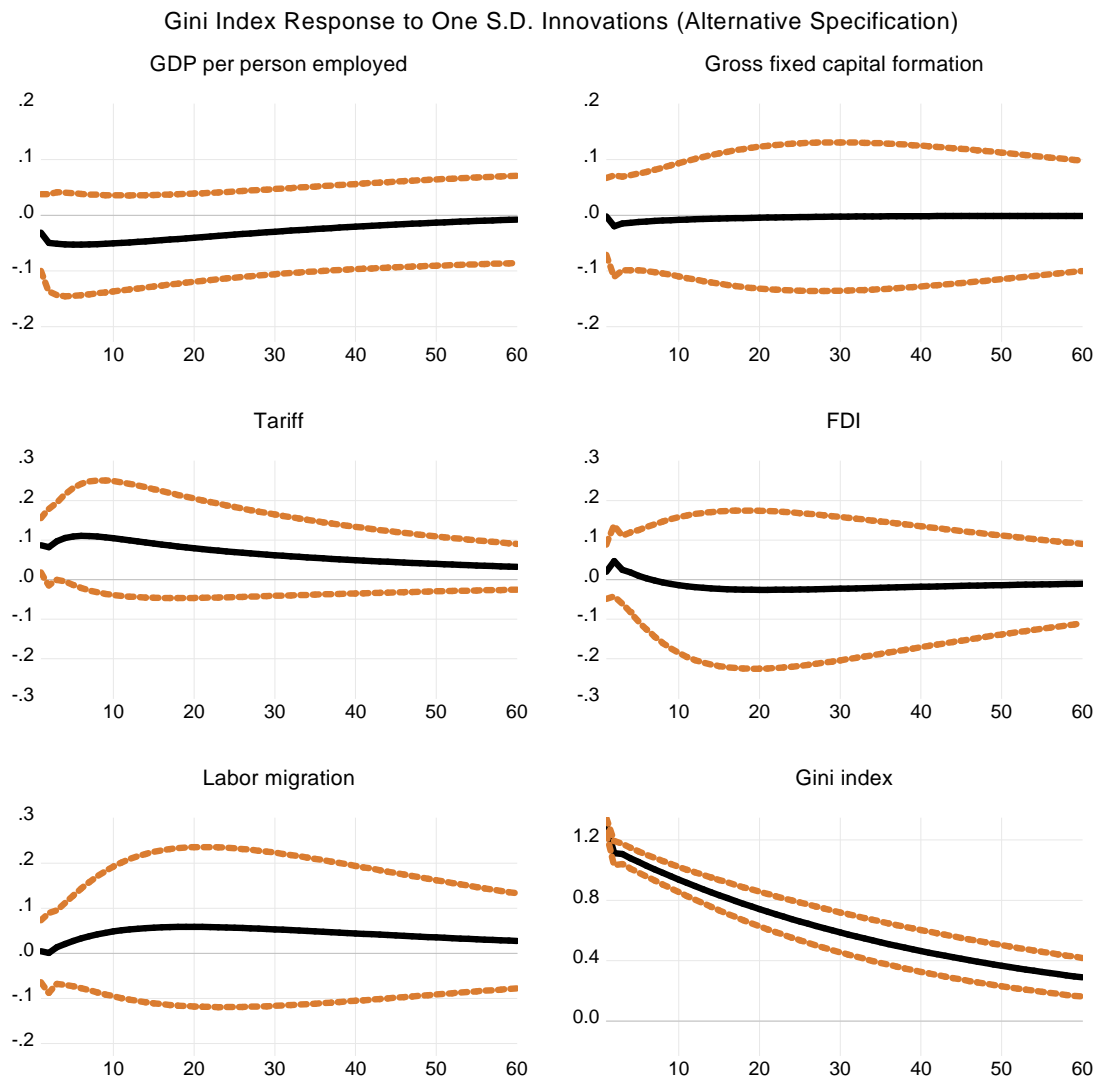 Gini Index Response to One S.D. Innovations (Alternative Specification)
GDP per person employed
.2
.1
.0
-.1
-.2
10 20 30 40 50 60
Gross fixed capital formation
.2
.1
.0
-.1
-.2
10 20 30 40 50 60
Tariff
.3
.2
.1
.0
-.1
-.2
-.3
10 20 30 40 50 60
FDI
.3
.2
.1
.0
-.1
-.2
-.3
10 20 30 40 50 60
Labor migration
.3
.2
.1
.0
-.1
-.2
10 20 30 40 50 60
Gini index
1.2
0.8
0.4
0.0
10 20 30 40 50 60